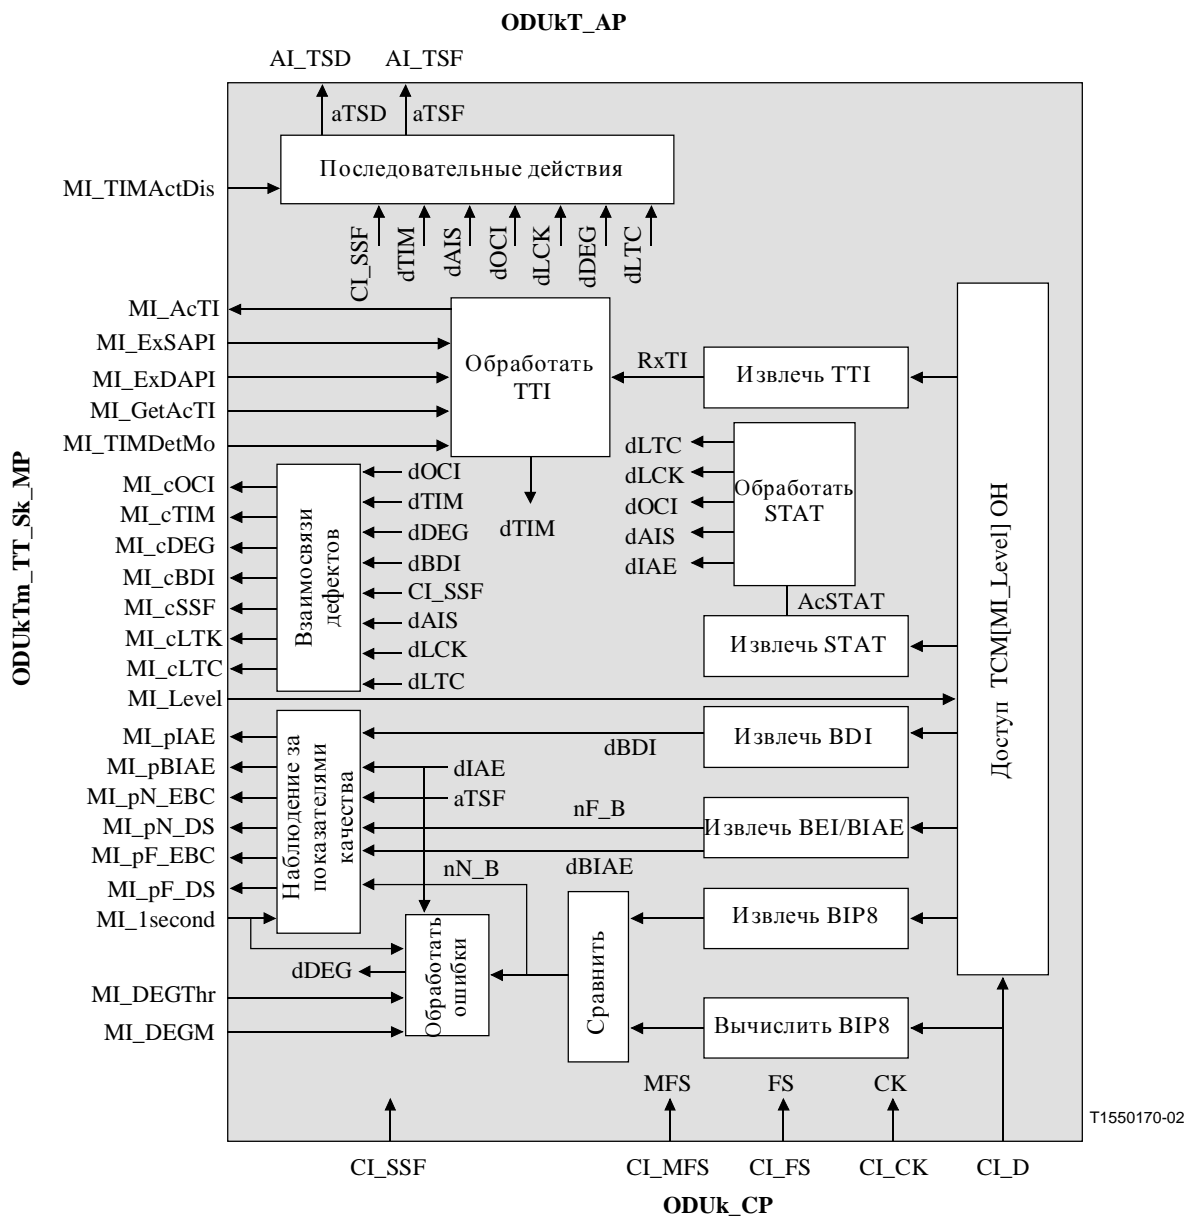 ODUkT_AP
AI_TSD
AI_TSF
aTSD
aTSF
Последовательные действия
MI_TIMActDis
CI_SSF
dTIM
dAIS
dOCI
dLCK
dDEG
dLTC
MI_AcTI
MI_ExSAPI
MI_ExDAPI
MI_GetAcTI
MI_TIMDetMo
Обработать
TTI
RxTI
Извлечь TTI
dTIM
dLTC
dLCK
dOCI
dAIS
dIAE
Обработать
STAT
AcSTAT
Извлечь STAT
Доступ TCM[MI_Level] OH
ODUkTm_TT_Sk_MP
MI_cOCI
MI_cTIM
MI_cDEG
MI_cBDI
MI_cSSF
MI_cLTK
MI_cLTC
Взаимосвязи
дефектов
dOCI
dTIM
dDEG
dBDI
CI_SSF
dAIS
dLCK
dLTC
MI_Level
MI_pIAE
MI_pBIAE
MI_pN_EBC
MI_pN_DS
MI_pF_EBC
MI_pF_DS
MI_1second
Наблюдение за
показателями
качества
dBDI
Извлечь BDI
dIAE
aTSF
nF_B
Извлечь BEI/BIAE
dBIAE
nN_B
Извлечь BIP8
dDEG
Обработать
ошибки
Сравнить
Вычислить BIP8
MI_DEGThr
MI_DEGM
MFS
FS
CK
T1550170-02
CI_SSF
CI_MFS
CI_FS
CI_CK
CI_D
ODUk_CP